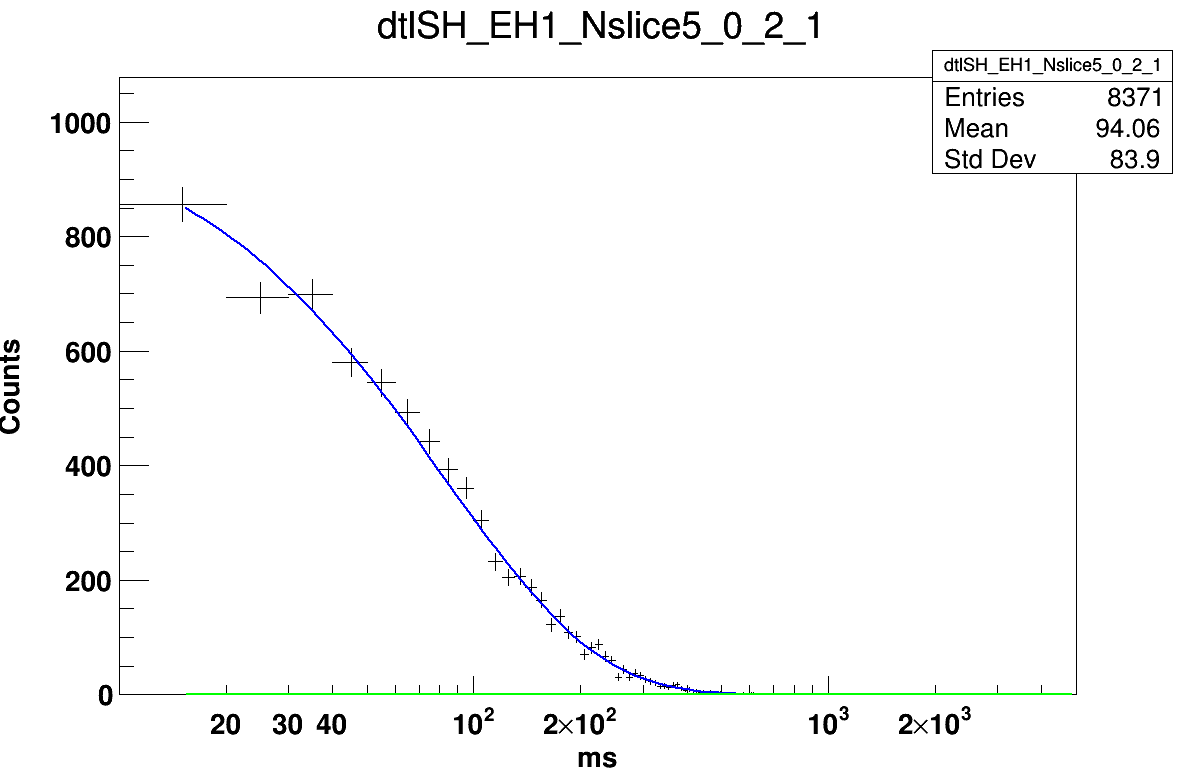 dtlSH_EH1_Nslice5_0_2_1
dtlSH_EH1_Nslice5_0_2_1
Entries 8371
Mean 94.06
Std Dev 83.9
1000
800
600
400
200
0
Counts
20 30 40 10² 2×10² 10³ 2×10³
ms